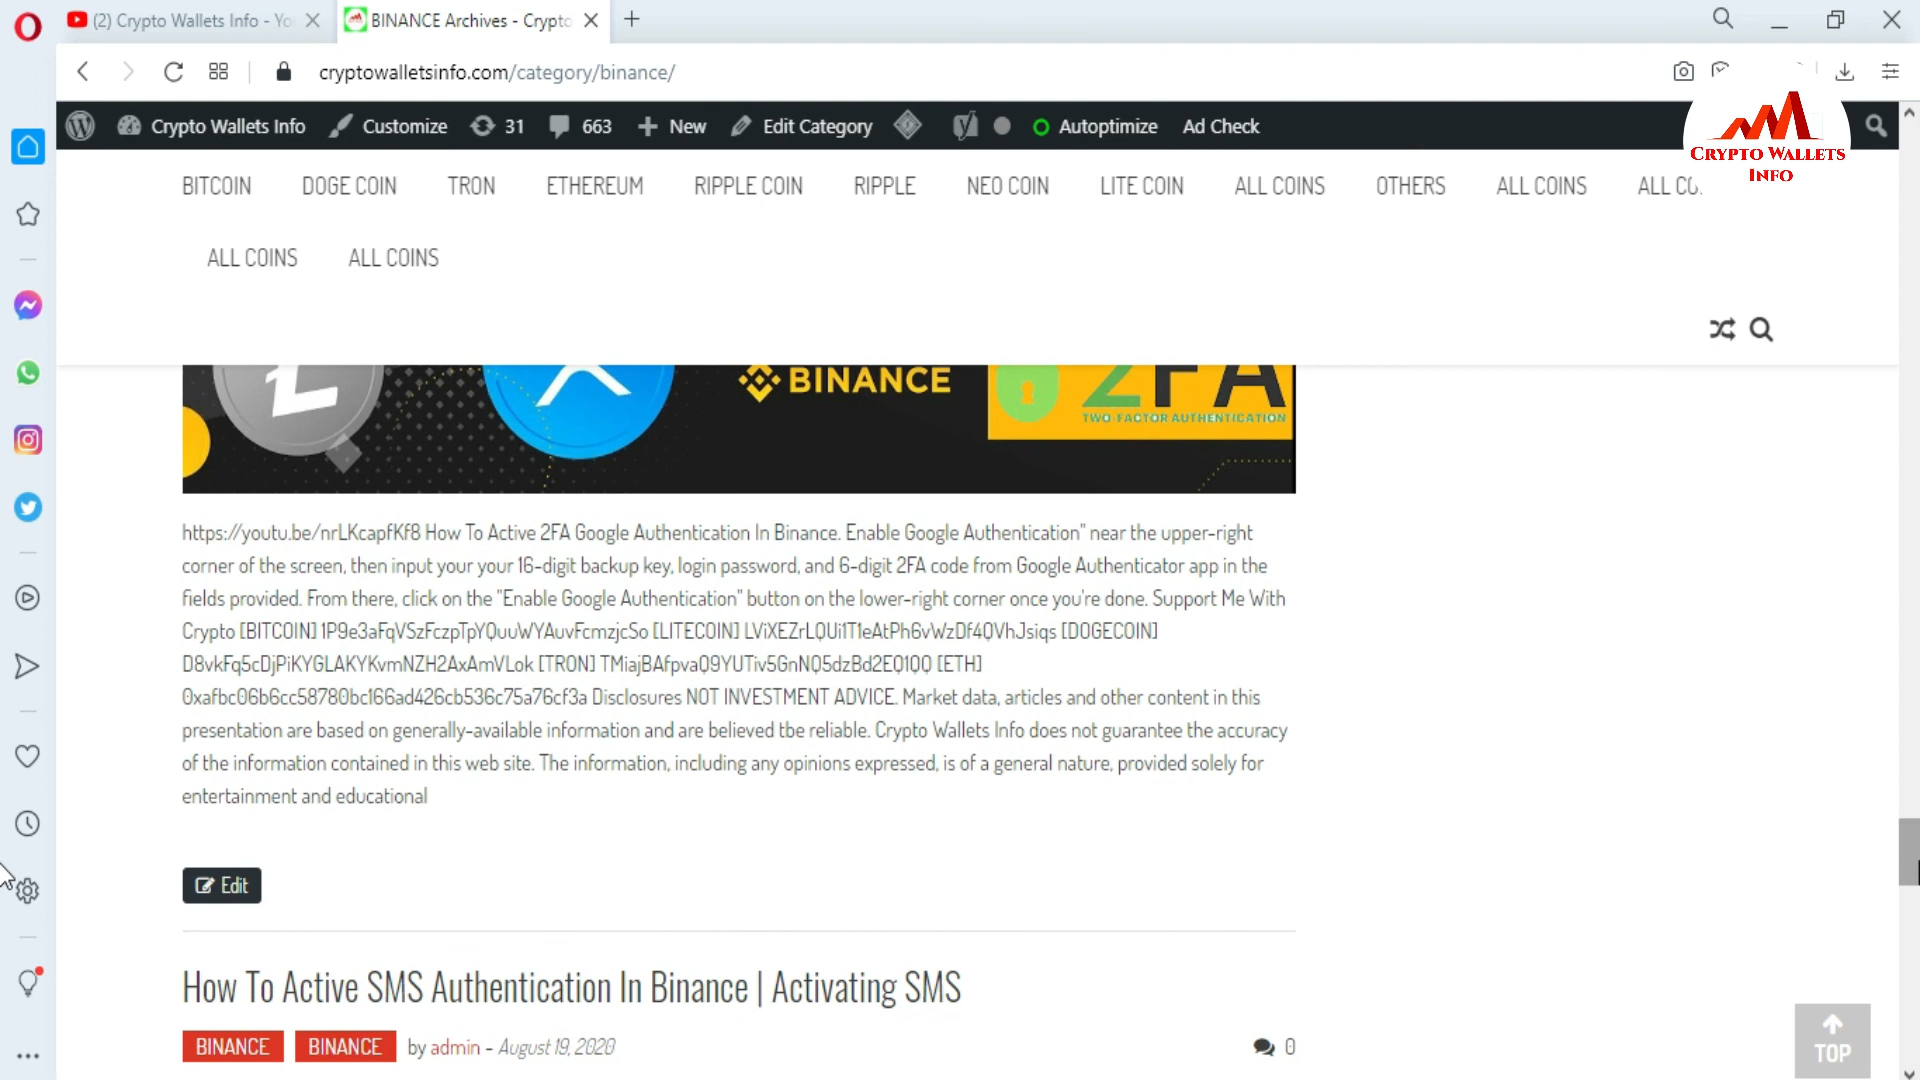 (2) Crypto Wallets Info - Yo
BINANCE Archives - Crypto
cryptowalletsinfo.com/category/binance/
Crypto Wallets Info Customize 31 663 New Edit Category Autoptimize Ad Check
CRYPTO WALLETS
INFO
BITCOIN DOGE COIN TRON ETHEREUM RIPPLE COIN RIPPLE NEO COIN LITE COIN ALL COINS OTHERS ALL COINS ALL CO
ALL COINS ALL COINS
BINANCE
2FA
TWO-FACTOR AUTHENTICATION
https://youtu.be/nrLKcapfKf8 How To Active 2FA Google Authentication In Binance. Enable Google Authentication" near the upper-right
corner of the screen, then input your your 16-digit backup key, login password, and 6-digit 2FA code from Google Authenticator app in the
fields provided. From there, click on the "Enable Google Authentication" button on the lower-right corner once you're done. Support Me With
Crypto [BITCOIN] 1P9e3aFqVSzFczpTpYQuuWYAuvFcmzjcSo [LITECOIN] LViXEZrLQUi1T1eAtPh6vWzDf4QVhJsiqs [DOGECOIN]
D8vkFq5cDjPiKYGLAKYKvmNZH2AxAmVLok [TRON] TMiajBAfpvaQ9YUTiv5GnNQ5dzBd2EQ1QQ [ETH]
0xafbc06b6cc58780bc166ad426cb536c75a76cf3a Disclosures NOT INVESTMENT ADVICE. Market data, articles and other content in this
presentation are based on generally-available information and are believed tbe reliable. Crypto Wallets Info does not guarantee the accuracy
of the information contained in this web site. The information, including any opinions expressed, is of a general nature, provided solely for
entertainment and educational
Edit
How To Active SMS Authentication In Binance | Activating SMS
BINANCE BINANCE by admin - August 19, 2020 0
TOP